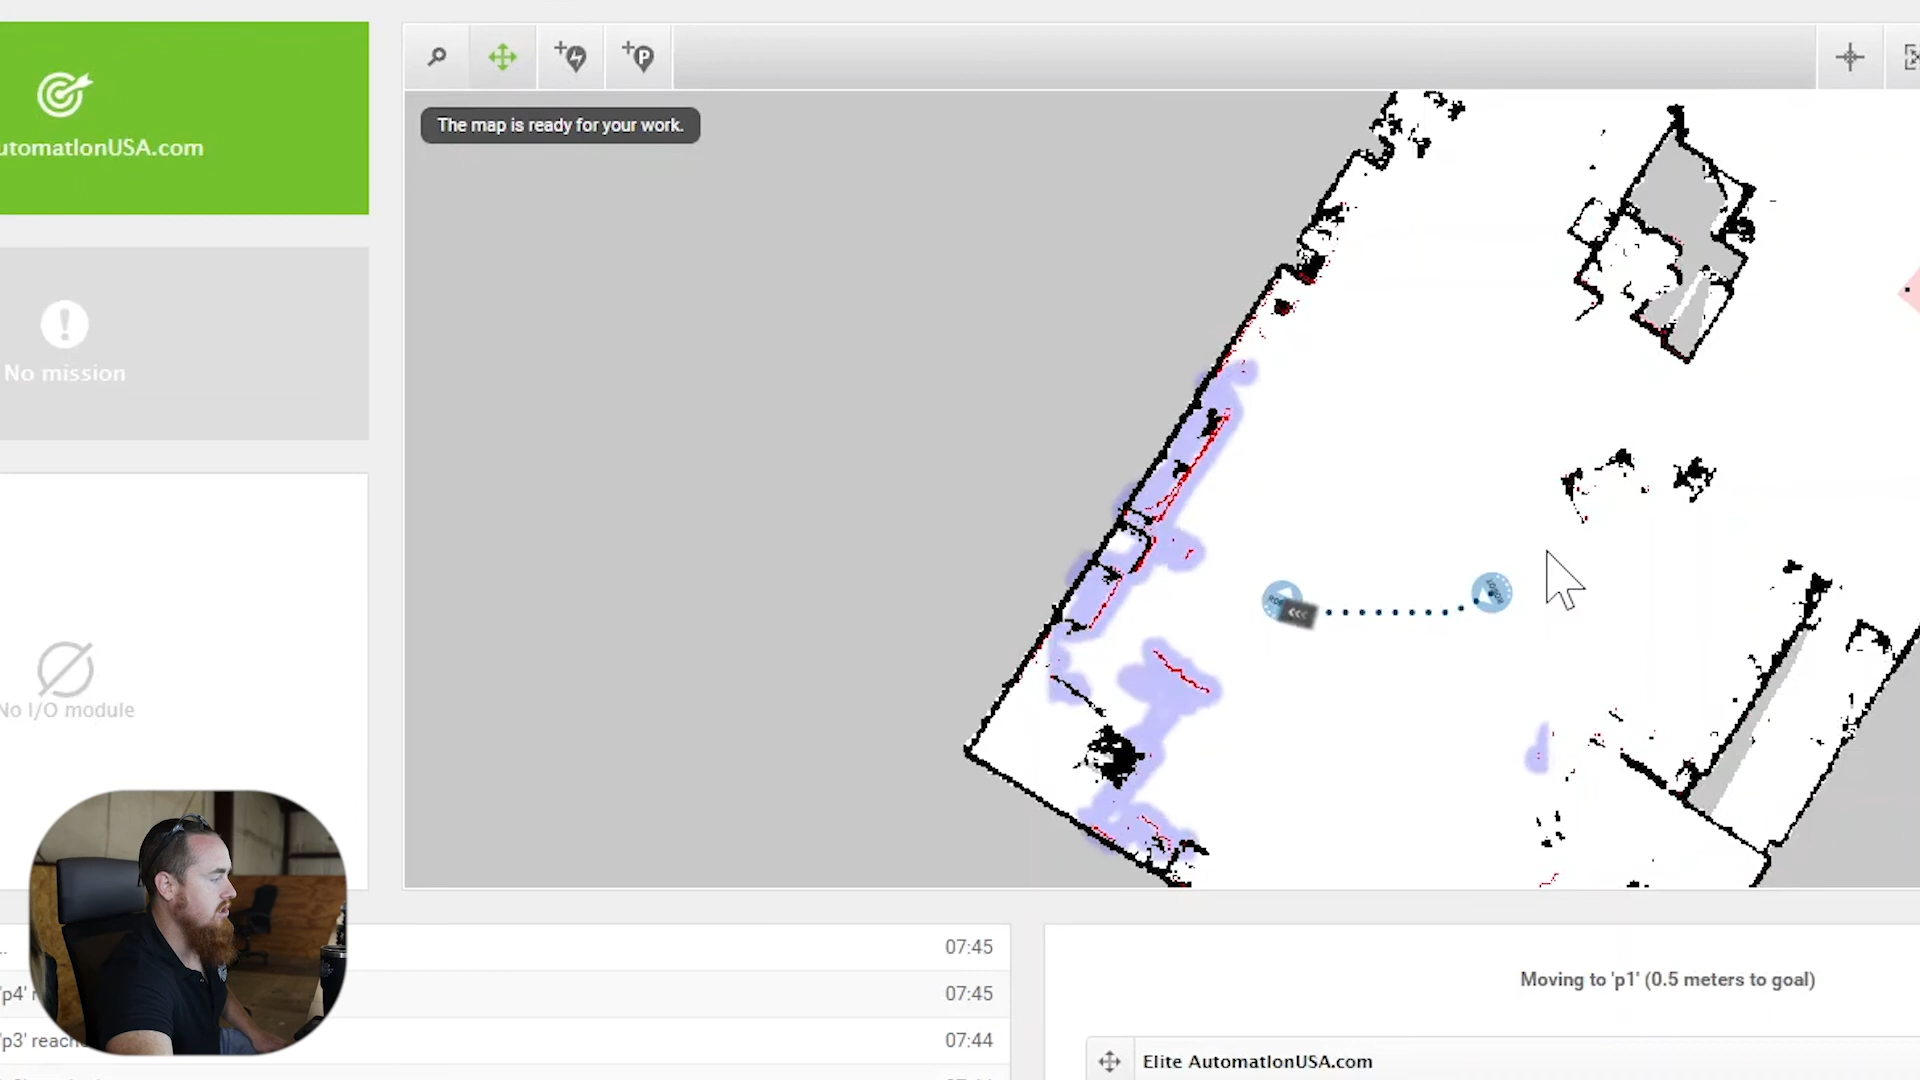 utomatIonUSA.com
The map is ready for your work.
No mission
No I/O module
07:45
'p4' r
07:45
'p3' reach
07:44
Moving to 'p1' (0.5 meters to goal)
Elite AutomatIonUSA.com